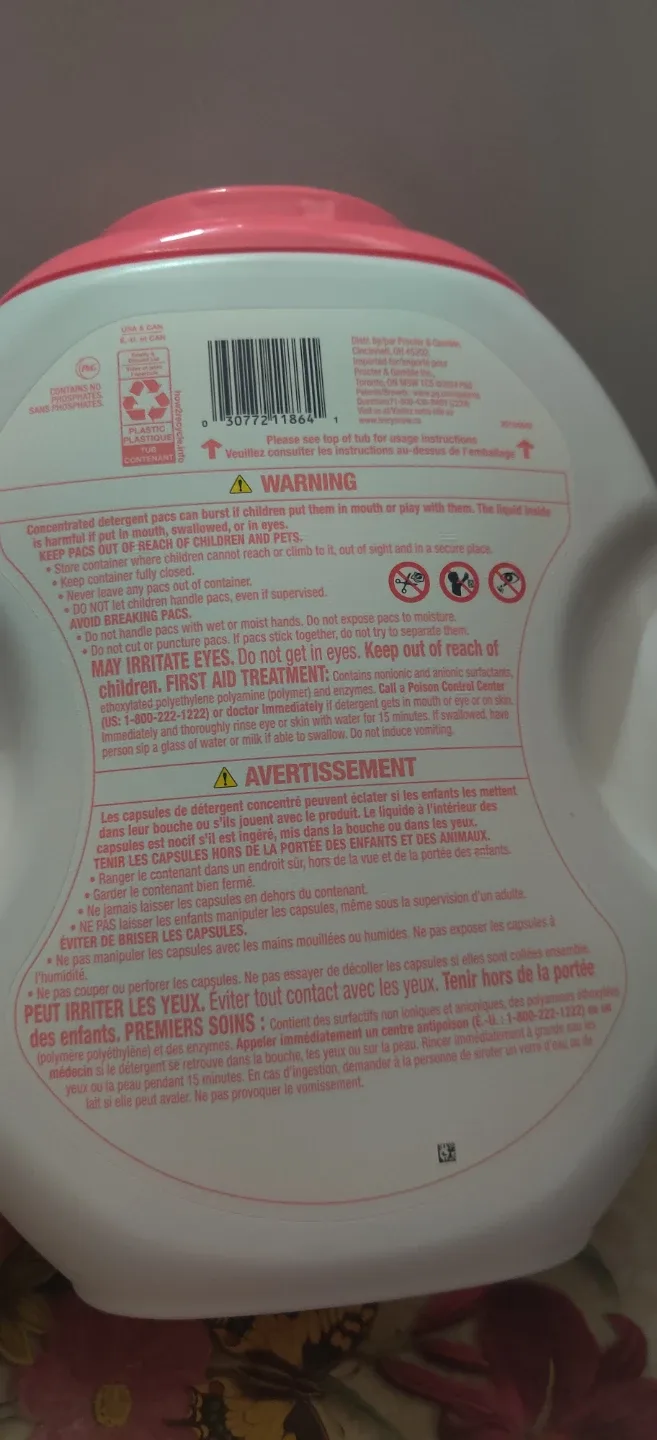 USA & CAN
É.-U. et CAN
PLASTIC
PLASTIQUE
TUB
CONTENANT
how2recycle.info
CONTAINS NO
PHOSPHATES.
SANS PHOSPHATES.
0 30772 11864 1
Distr. by/par Procter & Gamble,
Cincinnati, OH 45202
Procter & Gamble Inc.,
Toronto, ON M5W 1C5
Please see top of tub for usage instructions
Veuillez consulter les instructions au-dessus de l'emballage
WARNING
Concentrated detergent pacs can burst if children put them in mouth or play with them. The liquid inside
is harmful if put in mouth, swallowed, or in eyes.
KEEP PACS OUT OF REACH OF CHILDREN AND PETS.
• Store container where children cannot reach or climb to it, out of sight and in a secure place.
• Keep container fully closed.
• Never leave any pacs out of container.
• DO NOT let children handle pacs, even if supervised.
AVOID BREAKING PACS.
• Do not handle pacs with wet or moist hands. Do not expose pacs to moisture.
• Do not cut or puncture pacs. If pacs stick together, do not try to separate them.
MAY IRRITATE EYES. Do not get in eyes. Keep out of reach of
children. FIRST AID TREATMENT: Contains nonionic and anionic surfactants,
ethoxylated polyethylene polyamine (polymer) and enzymes. Call a Poison Control Center
(US: 1-800-222-1222) or doctor immediately if detergent gets in mouth or eye or on skin.
Immediately and thoroughly rinse eye or skin with water for 15 minutes. If swallowed, have
person sip a glass of water or milk if able to swallow. Do not induce vomiting.
AVERTISSEMENT
Les capsules de détergent concentré peuvent éclater si les enfants les mettent
dans leur bouche ou s'ils jouent avec le produit. Le liquide à l'intérieur des
capsules est nocif s'il est ingéré, mis dans la bouche ou dans les yeux.
TENIR LES CAPSULES HORS DE LA PORTÉE DES ENFANTS ET DES ANIMAUX.
• Ranger le contenant dans un endroit sûr, hors de la vue et de la portée des enfants.
• Garder le contenant bien fermé.
• Ne jamais laisser les capsules en dehors du contenant.
• NE PAS laisser les enfants manipuler les capsules, même sous la supervision d'un adulte.
ÉVITER DE BRISER LES CAPSULES.
• Ne pas manipuler les capsules avec les mains mouillées ou humides. Ne pas exposer les capsules à
l'humidité.
• Ne pas couper ou perforer les capsules. Ne pas essayer de décoller les capsules si elles sont collées ensemble.
PEUT IRRITER LES YEUX. Éviter tout contact avec les yeux. Tenir hors de la portée
des enfants. PREMIERS SOINS : Contient des surfactifs non ioniques et anioniques, des polyamines éthoxylées
(polymère polyéthylène) et des enzymes. Appeler immédiatement un centre antipoison (É.-U. : 1-800-222-1222) ou un
médecin si le détergent se retrouve dans la bouche, les yeux ou sur la peau. Rincer immédiatement à grande eau les
yeux ou la peau pendant 15 minutes. En cas d'ingestion, demander à la personne de siroter un verre d'eau, ou de
lait si elle peut avaler. Ne pas provoquer le vomissement.